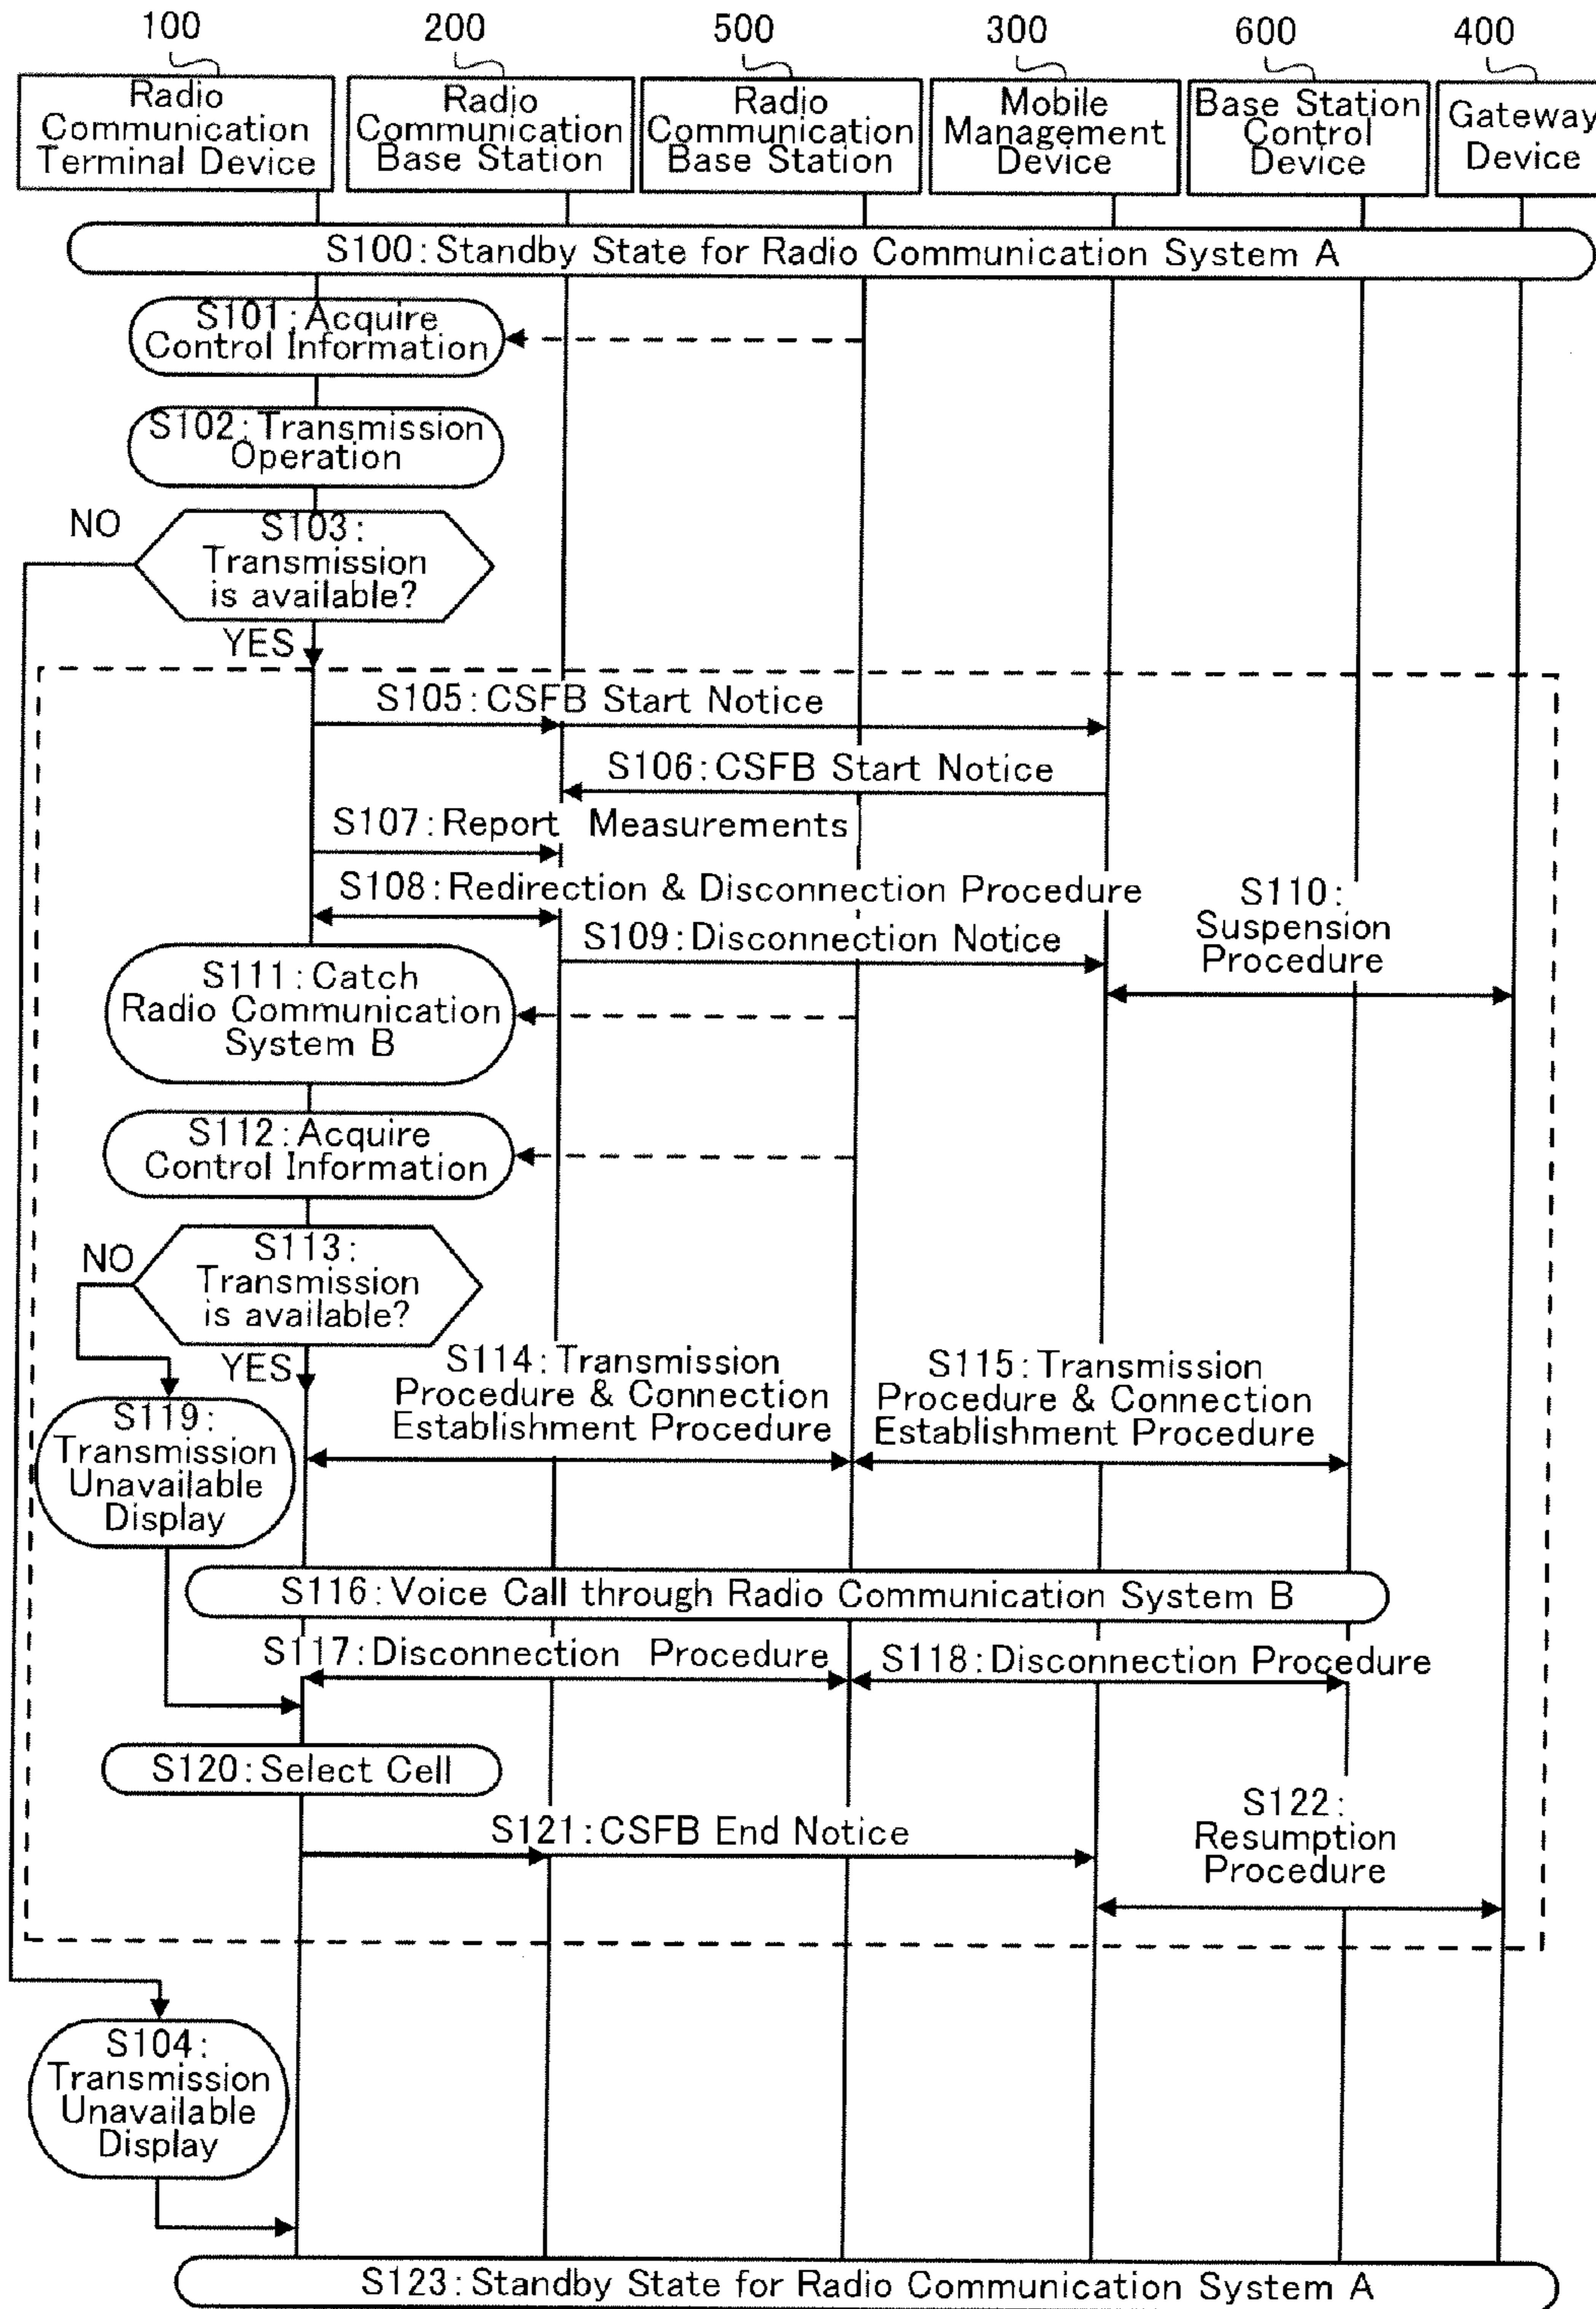 100 200 500 300 600 400
Radio
Communication
Terminal Device
Radio
Communication
Base Station
Radio
Communication
Base Station
Mobile
Management
Device
Base Station
Control
Device
Gateway
Device
S100:Standby State for Radio Communication System A
S101:Acquire
Control Information
S102:Transmission
Operation
NO
S103:
Transmission
is available?
YES
S105:CSFB Start Notice
S106:CSFB Start Notice
S107:Report Measurements
S108:Redirection & Disconnection Procedure
S109:Disconnection Notice
S110:
Suspension
Procedure
S111:Catch
Radio Communication
System B
S112:Acquire
Control Information
NO
S113:
Transmission
is available?
YES
S114:Transmission
Procedure & Connection
Establishment Procedure
S115:Transmission
Procedure & Connection
Establishment Procedure
S119:
Transmission
Unavailable
Display
S116:Voice Call through Radio Communication System B
S117:Disconnection Procedure
S118:Disconnection Procedure
S120:Select Cell
S121:CSFB End Notice
S122:
Resumption
Procedure
S104:
Transmission
Unavailable
Display
S123:Standby State for Radio Communication System A